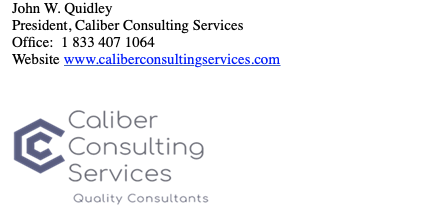 John W. Quidley
President, Caliber Consulting Services
Office:  1 833 407 1064
Website www.caliberconsultingservices.com
Caliber
Consulting
Services
Quality Consultants